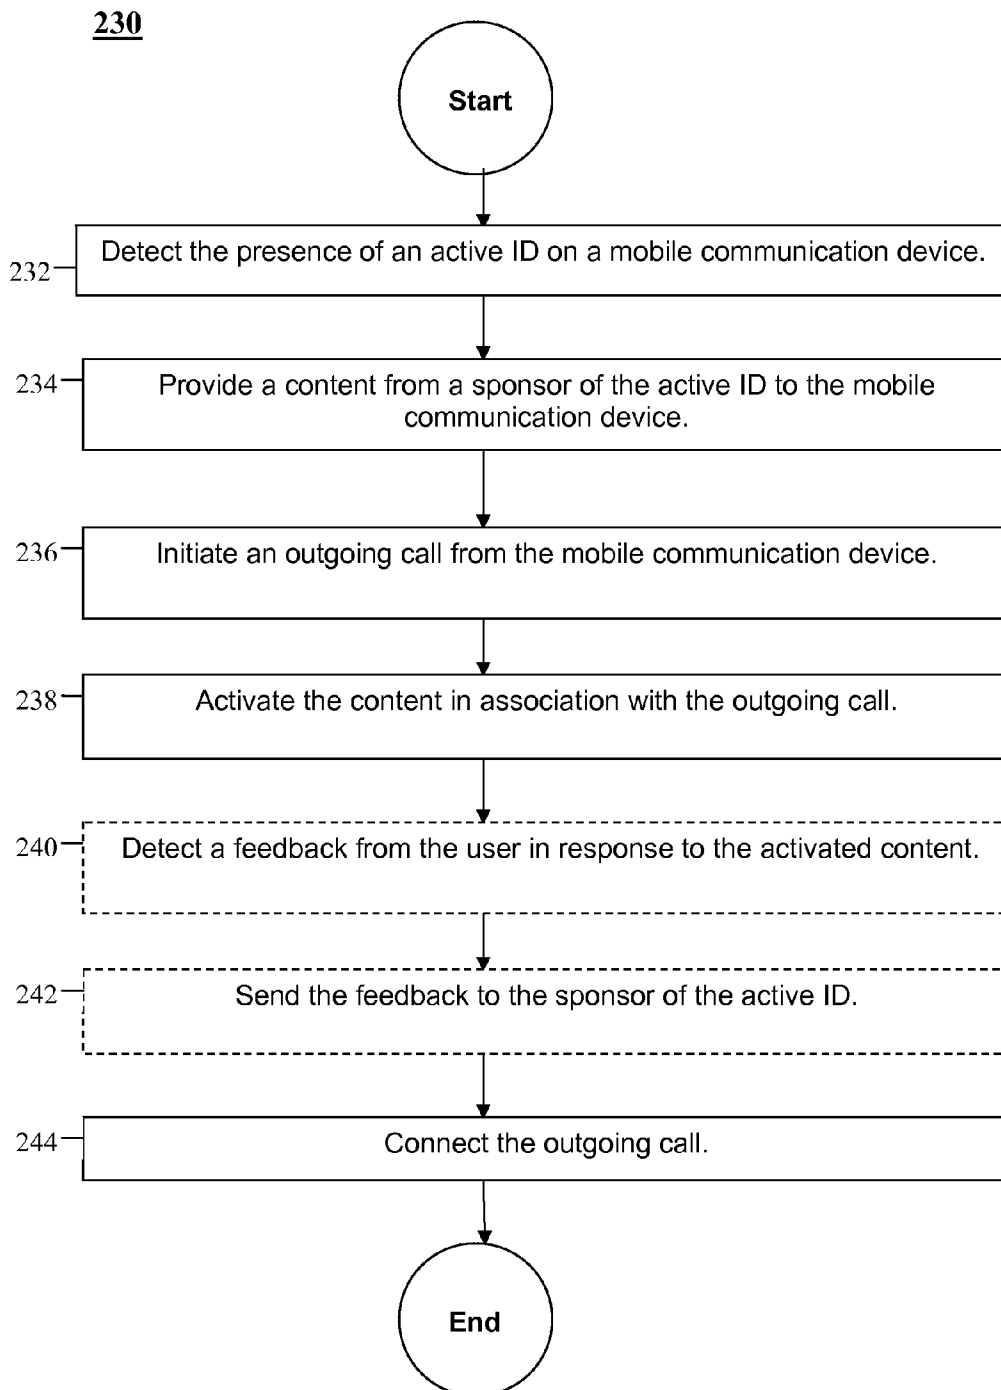 230
Start
232
Detect the presence of an active ID on a mobile communication device.
234
Provide a content from a sponsor of the active ID to the mobile
communication device.
236
Initiate an outgoing call from the mobile communication device.
238
Activate the content in association with the outgoing call.
240
Detect a feedback from the user in response to the activated content.
242
Send the feedback to the sponsor of the active ID.
244
Connect the outgoing call.
End